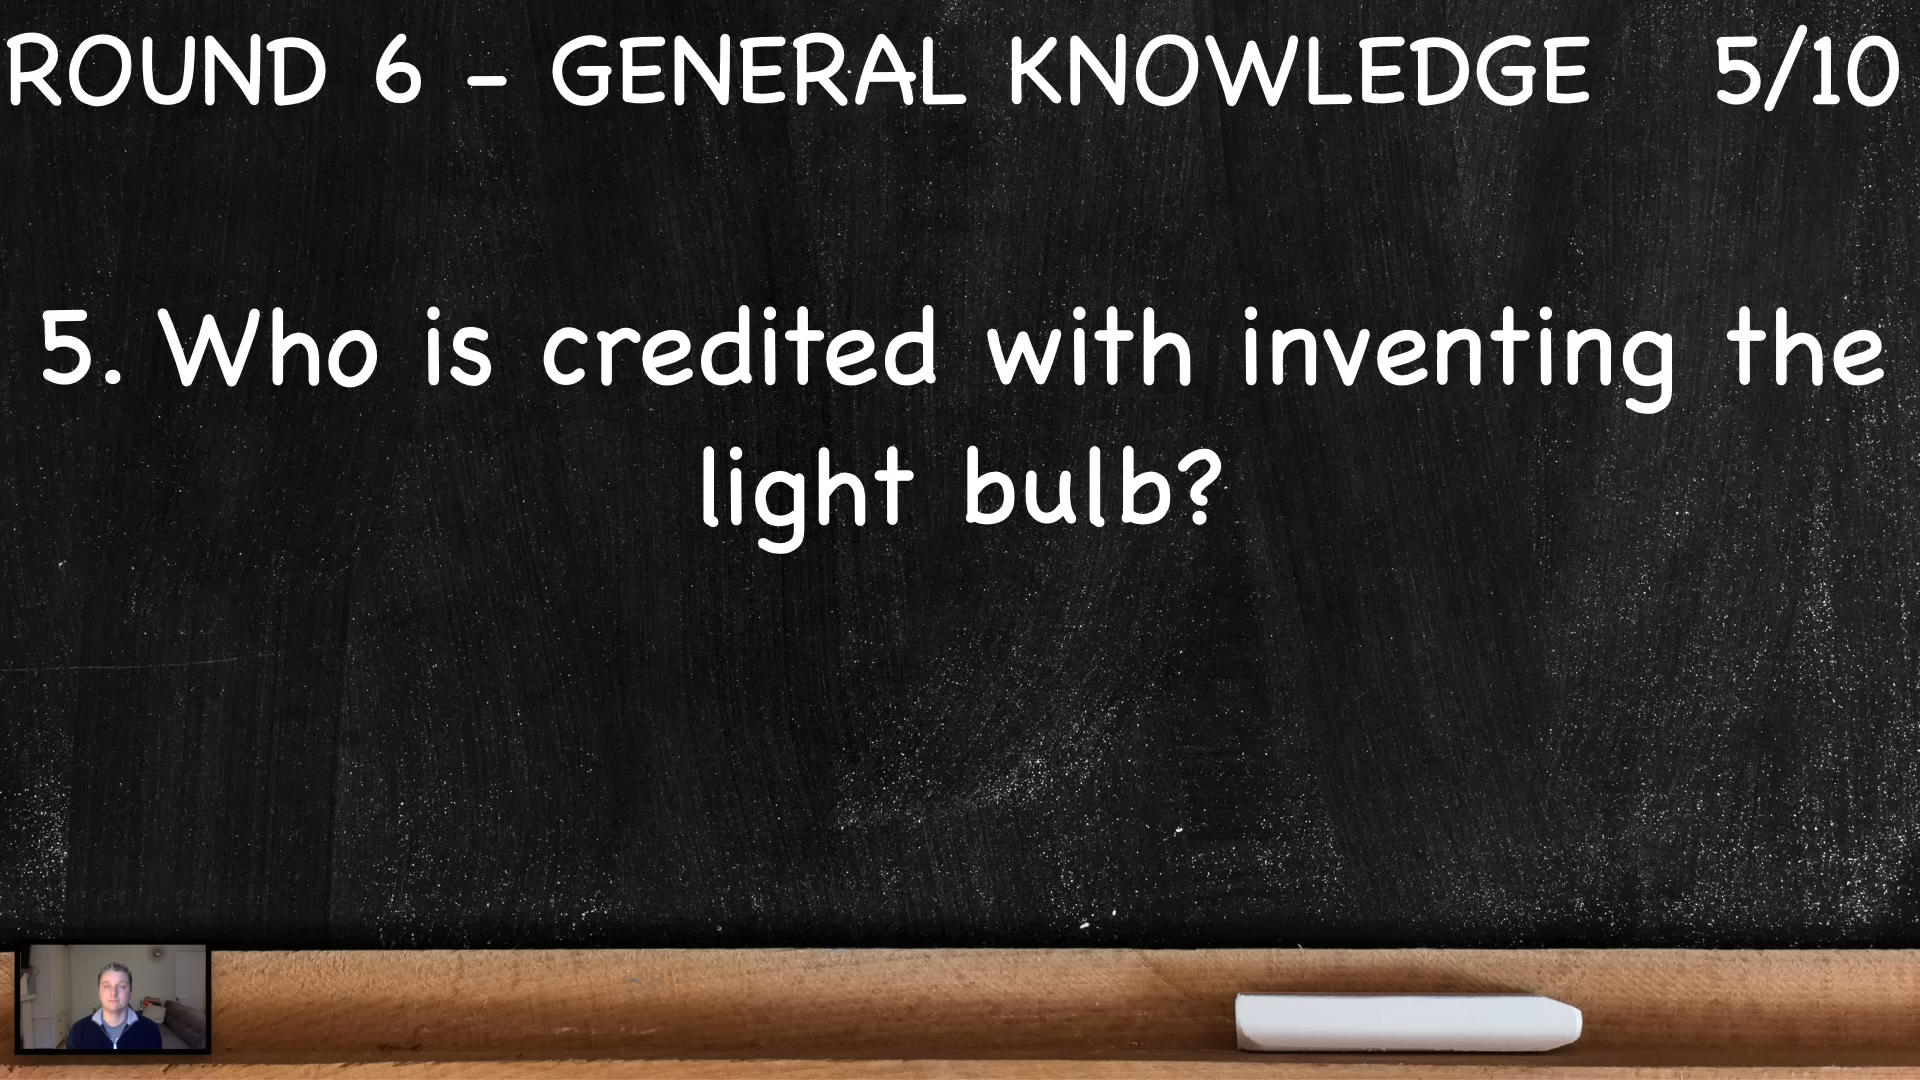 ROUND 6 - GENERAL KNOWLEDGE 5/10
5. Who is credited with inventing the
light bulb?